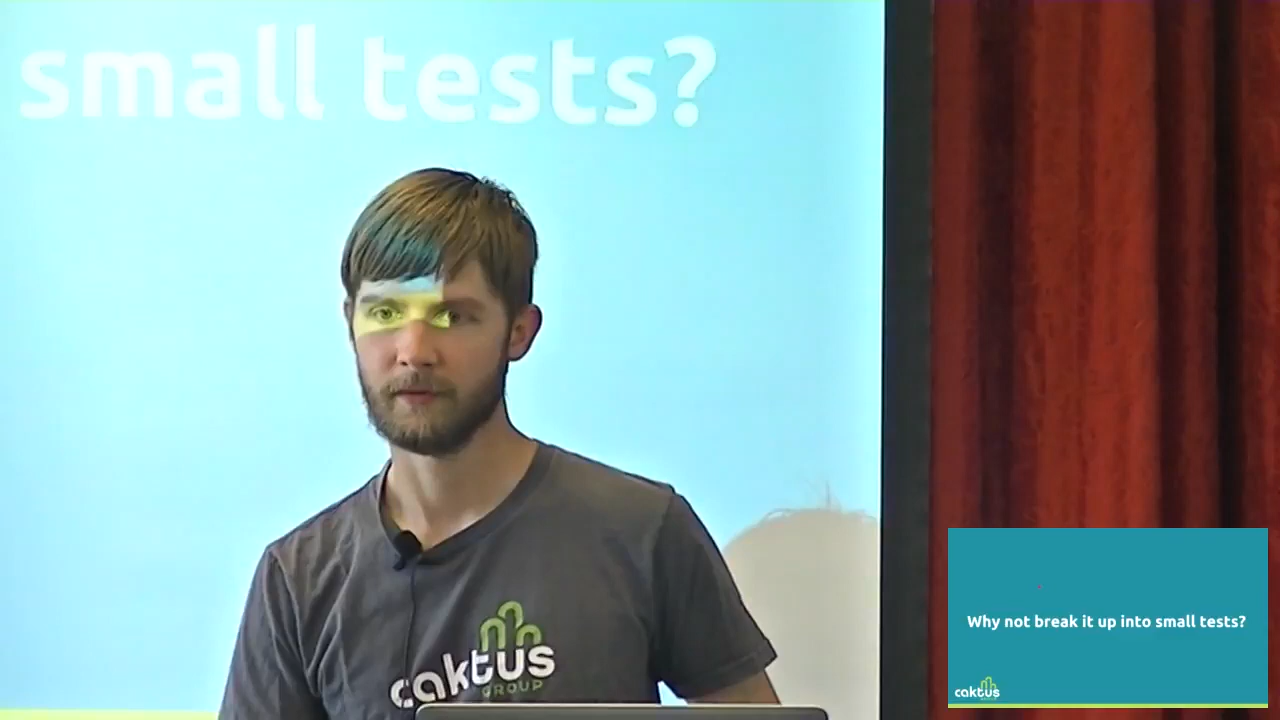 small tests?
caktus
GROUP
Why not break it up into small tests?
caktus